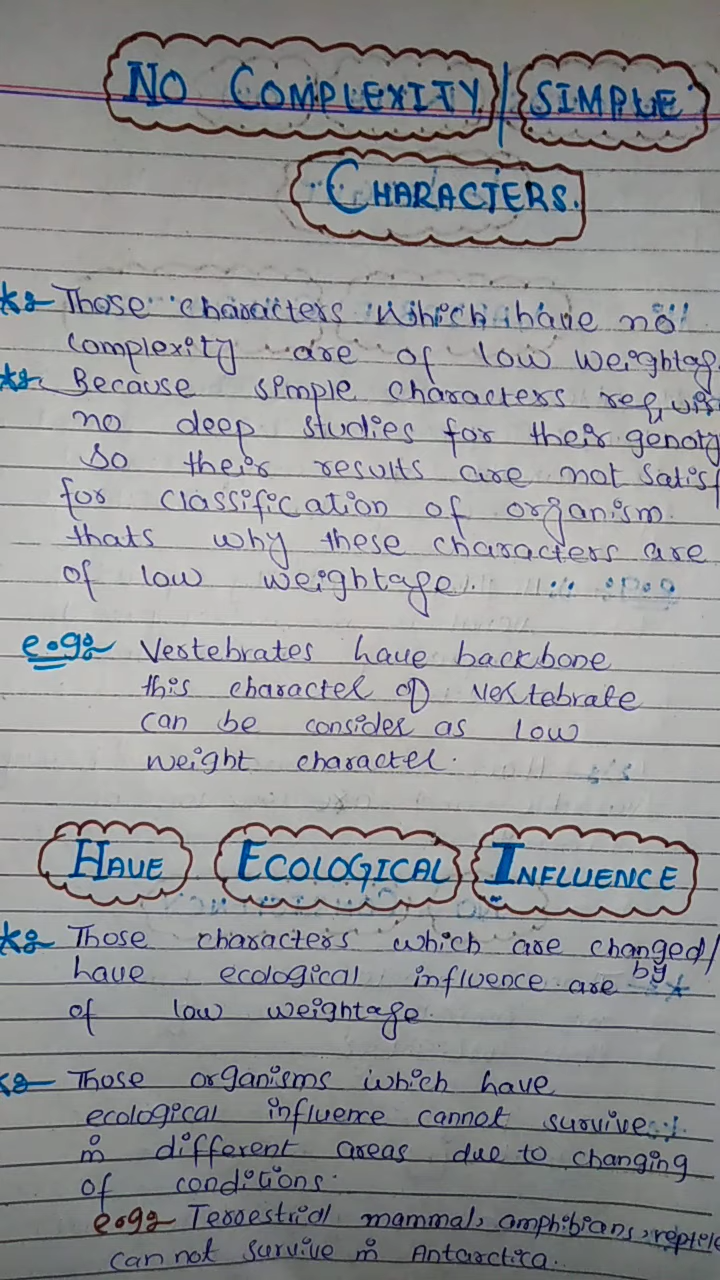 NO COMPLEXITY / SIMPLE
CHARACTERS.
Those characters which have no
complexity are of low weightag
Because simple characters requir
no deep studies for their genoty
so their results are not satisf
for classification of organism.
thats why these characters are
of low weightage.
e.g: Vertebrates have backbone
this character of vertebrate
can be consider as low
weight character.
HAVE ECOLOGICAL INFLUENCE
Those characters which are changed/
have ecological influence are by
of low weightage.
Those organisms which have
ecological influence cannot survive
in different areas due to changing
of conditions.
e.g: Terrestrial mammals, amphibians, reptile
can not survive in Antarctica.